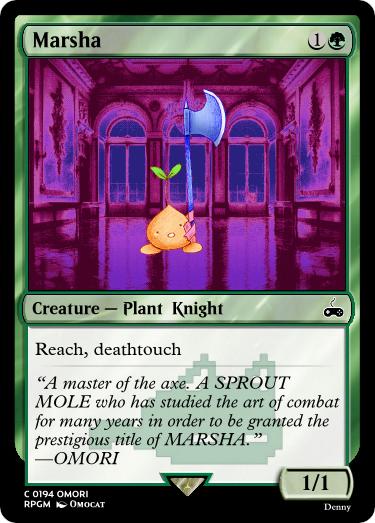 Marsha 1
Creature — Plant Knight
Reach, deathtouch
“A master of the axe. A SPROUT
MOLE who has studied the art of combat
for many years in order to be granted the
prestigious title of MARSHA.”
—OMORI
1/1
C 0194 OMORI
RPGM Omocat
Denny